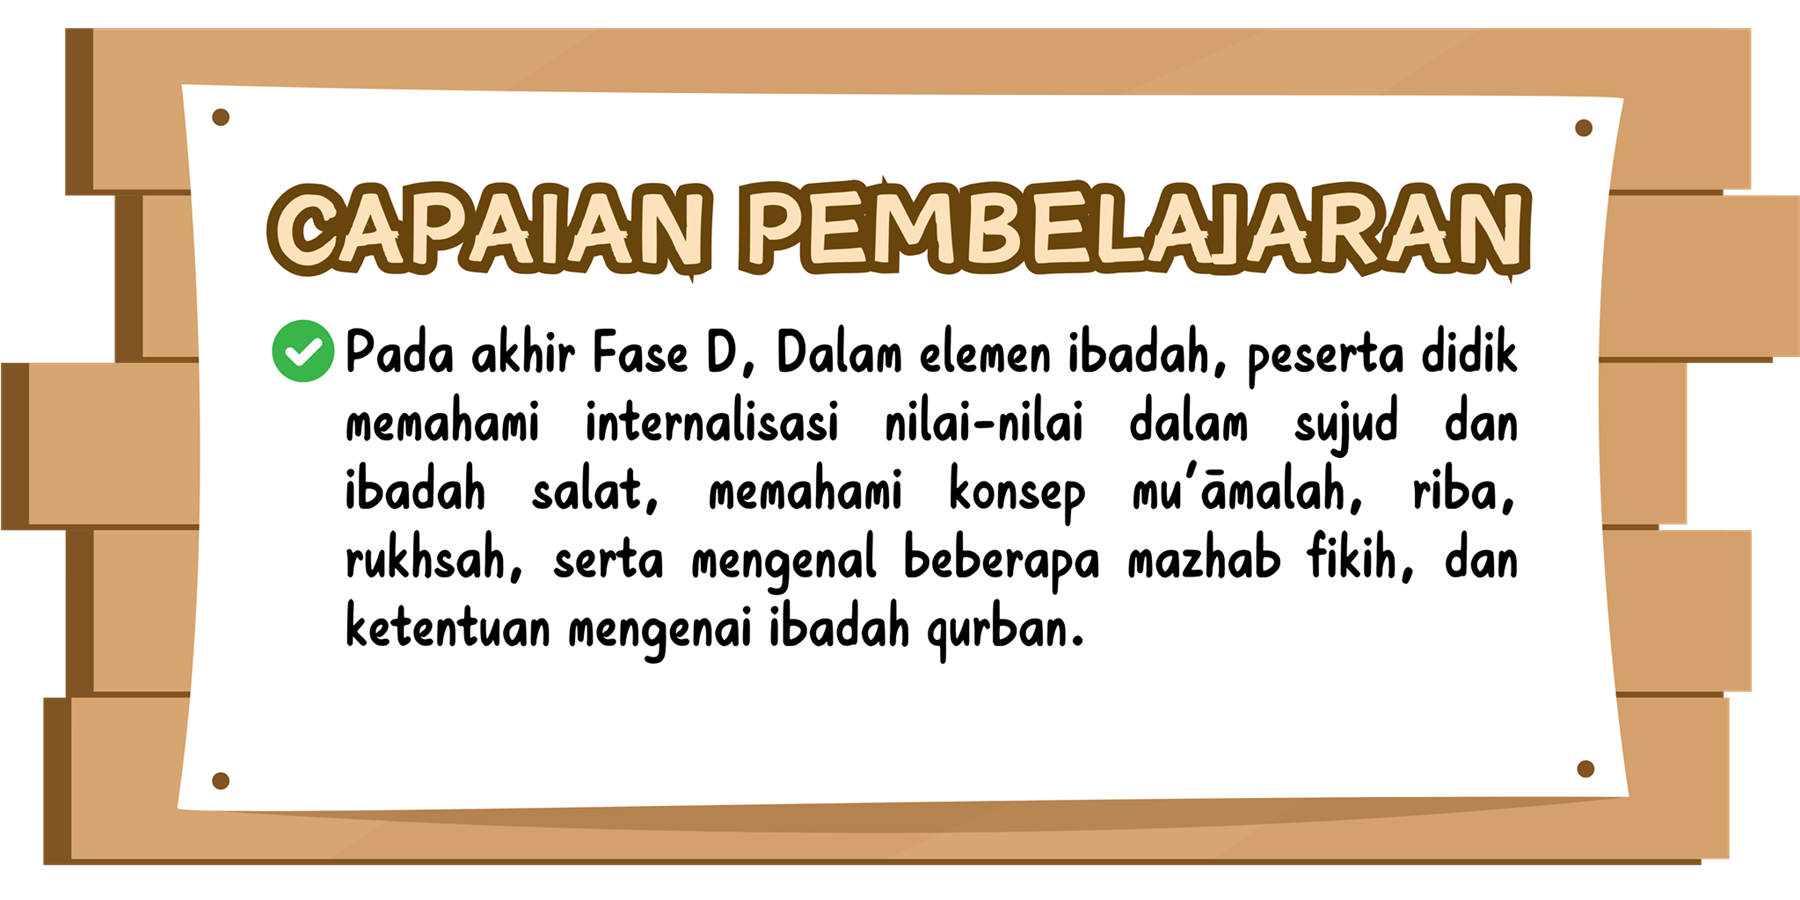 CAPAIAN PEMBELAJARAN
Pada akhir Fase D, Dalam elemen ibadah, peserta didik
memahami internalisasi nilai-nilai dalam sujud dan
ibadah salat, memahami konsep mu’āmalah, riba,
rukhsah, serta mengenal beberapa mazhab fikih, dan
ketentuan mengenai ibadah qurban.